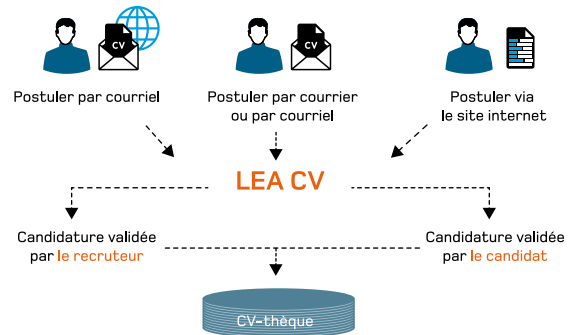 CV
CV
Postuler par courriel
Postuler par courrier
ou par courriel
Postuler via
le site internet
LEA CV
Candidature validée
par le recruteur
Candidature validée
par le candidat
CV-thèque